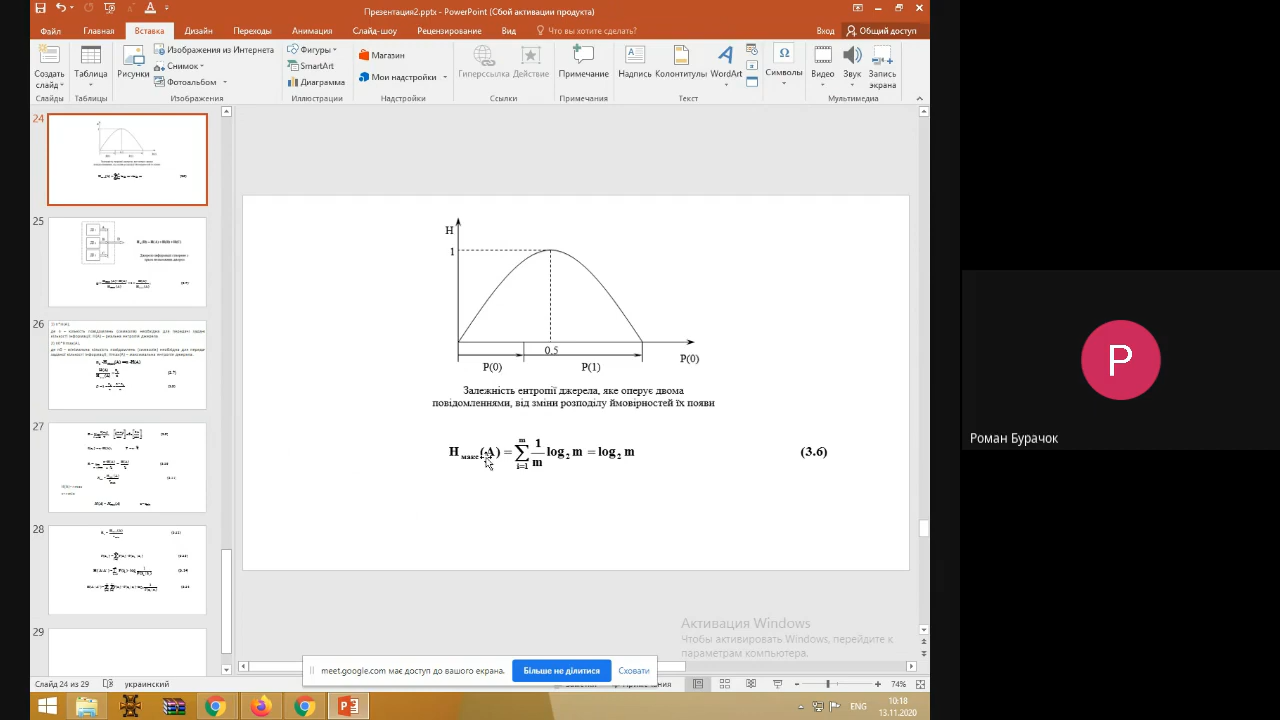 Презентация2.pptx - PowerPoint (Сбой активации продукта)
Файл Главная Вставка Дизайн Переходы Анимация Слайд-шоу Рецензирование Вид Что вы хотите сделать? Вход Общий доступ
Создать слайд
Таблица
Рисунки
Изображения из Интернета
Снимок
Фотоальбом
Фигуры
SmartArt
Диаграмма
Магазин
Мои надстройки
Гиперссылка
Действие
Примечание
Надпись
Колонтитулы
WordArt
Символы
Видео
Звук
Запись экрана
Слайды Таблицы Изображения Иллюстрации Надстройки Ссылки Примечания Текст Мультимедиа
24
25
26
27
28
29
H
1
0.5
P(0)
P(0) P(1)
Залежність ентропії джерела, яке оперує двома
повідомленнями, від зміни розподілу ймовірностей їх появи
H макс (A) = m ∑ i=1 1/m log 2 m = log 2 m (3.6)
Роман Бурачок
Р
Активация Windows
Чтобы активировать Windows, перейдите к
параметрам компьютера.
meet.google.com має доступ до вашого екрана. Більше не ділитися Сховати
Слайд 24 из 29 украинский 74%
ENG
10:18
13.11.2020